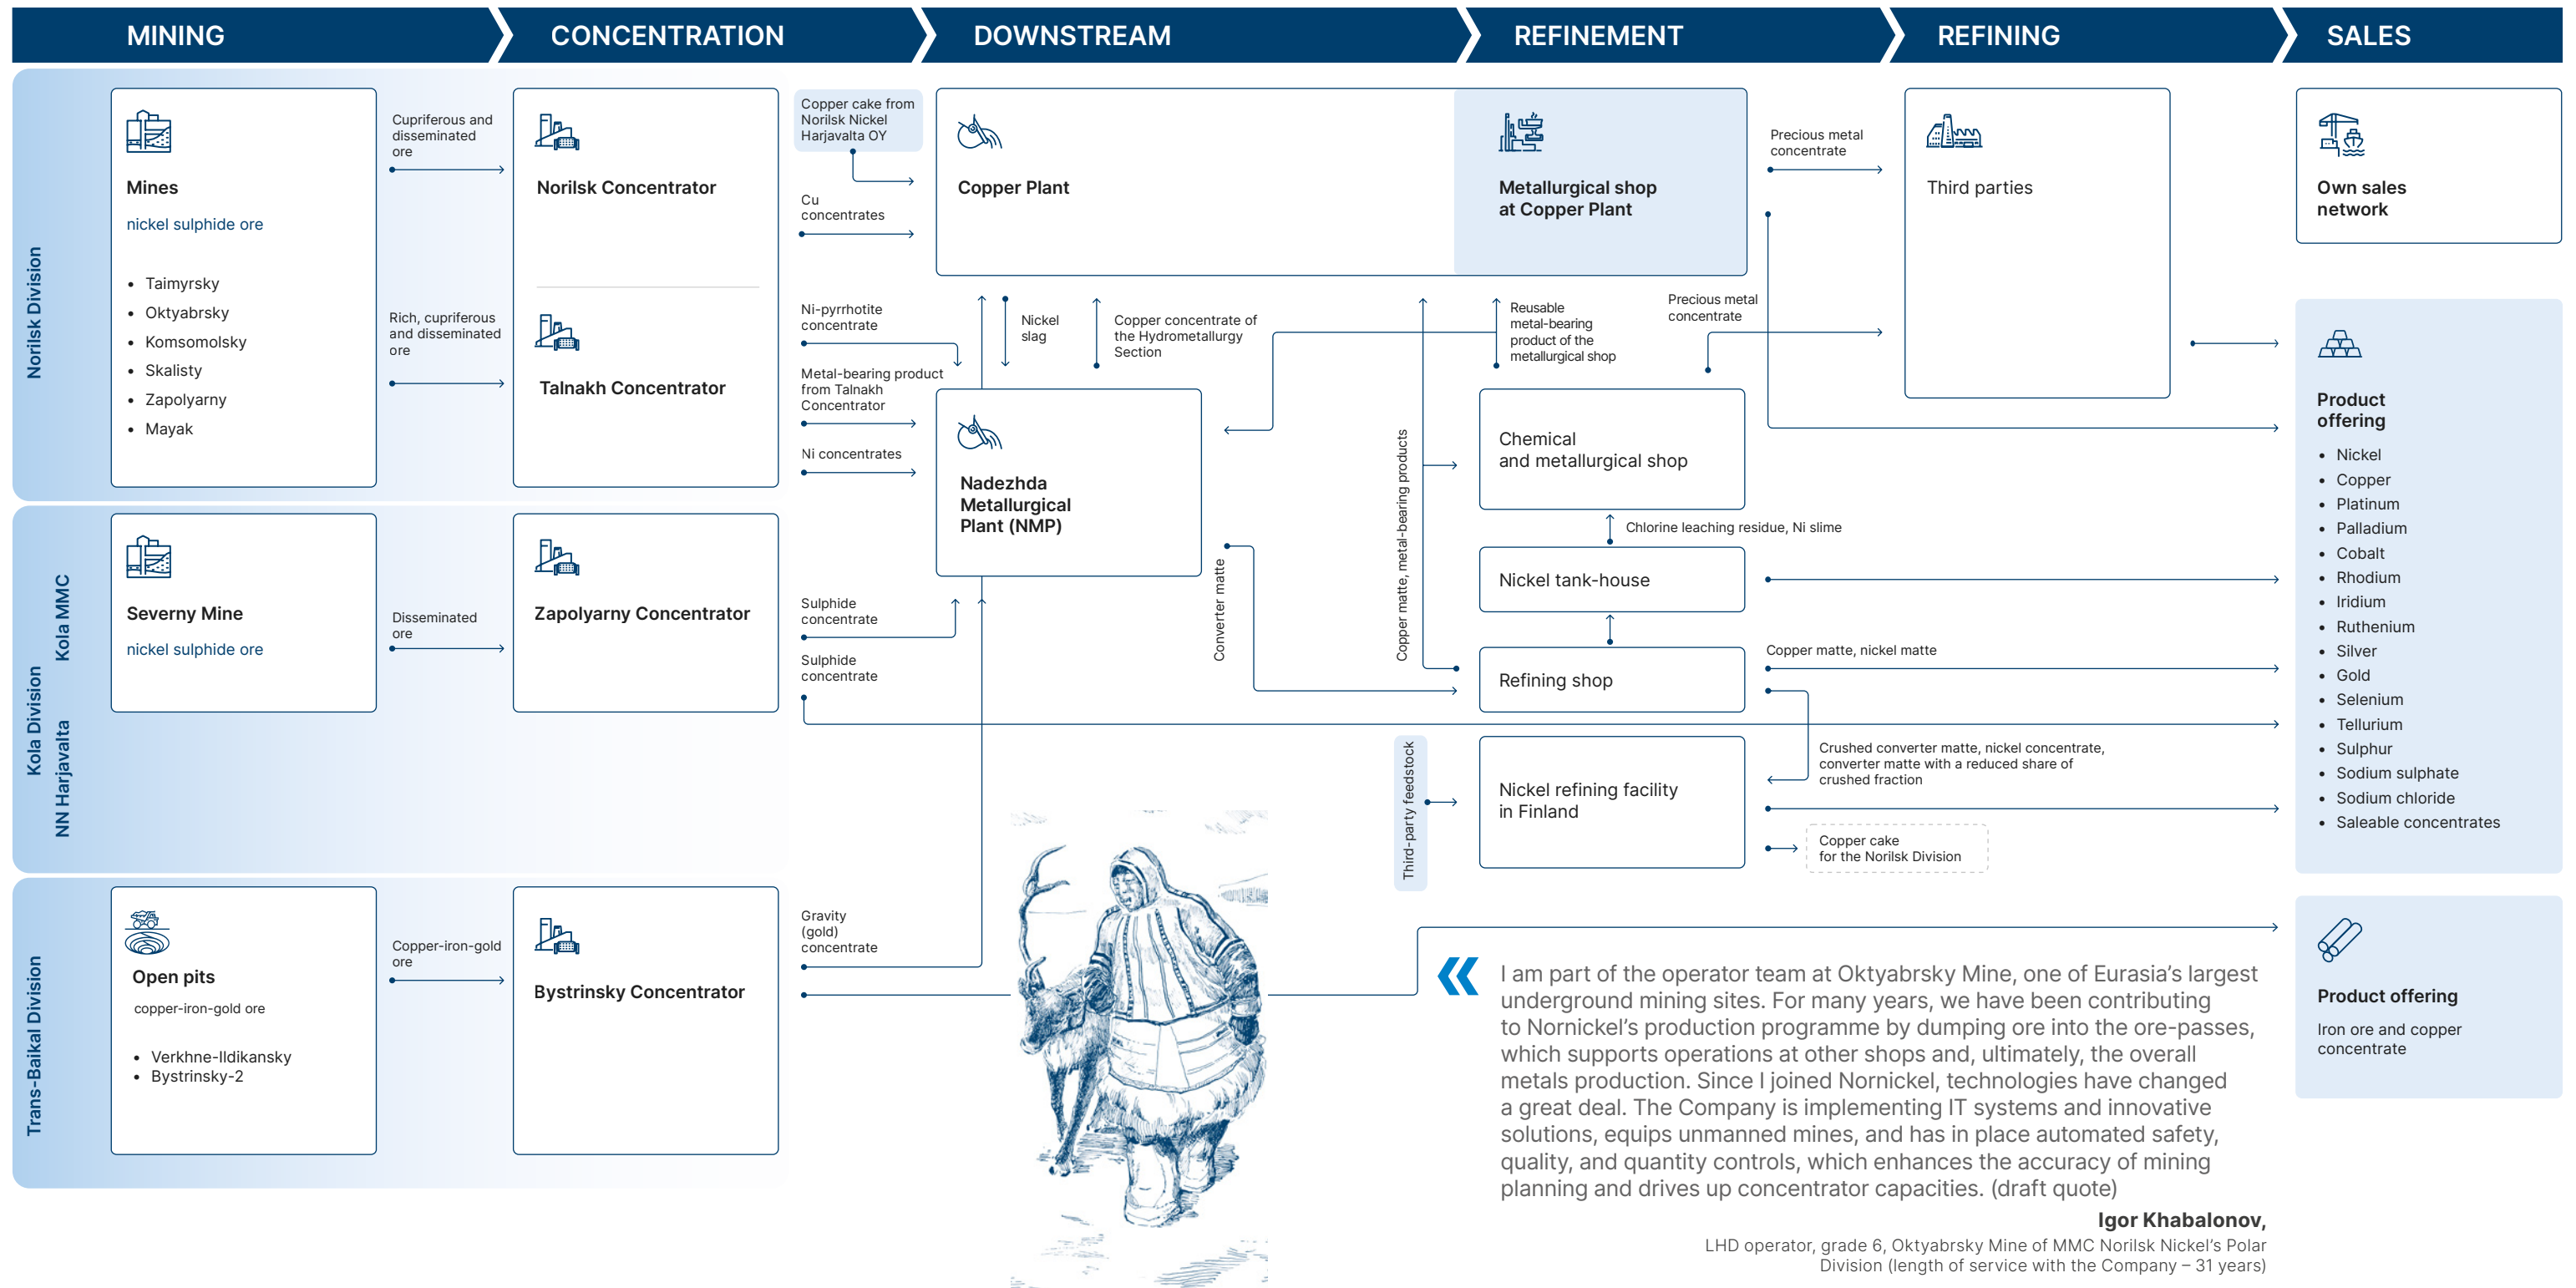 MINING
CONCENTRATION
DOWNSTREAM
REFINEMENT
REFINING
SALES
Norilsk Division
Mines
nickel sulphide ore
• Taimyrsky
• Oktyabrsky
• Komsomolsky
• Skalisty
• Zapolyarny
• Mayak
Cupriferous and
disseminated
ore
Rich, cupriferous
and disseminated
ore
Norilsk Concentrator
Talnakh Concentrator
Copper cake from
Norilsk Nickel
Harjavalta OY
Cu
concentrates
Ni-pyrrhotite
concentrate
Metal-bearing product
from Talnakh
Concentrator
Ni concentrates
Copper Plant
Metallurgical shop
at Copper Plant
Nickel
slag
Copper concentrate of
the Hydrometallurgy
Section
Reusable
metal-bearing
product of the
metallurgical shop
Precious metal
concentrate
Precious metal
concentrate
Third parties
Own sales
network
Nadezhda
Metallurgical
Plant (NMP)
Converter matte
Copper matte, metal-bearing products
Chemical
and metallurgical shop
Chlorine leaching residue, Ni slime
Nickel tank-house
Refining shop
Copper matte, nickel matte
Crushed converter matte, nickel concentrate,
converter matte with a reduced share of
crushed fraction
Third-party feedstock
Nickel refining facility
in Finland
Copper cake
for the Norilsk Division
Product
offering
• Nickel
• Copper
• Platinum
• Palladium
• Cobalt
• Rhodium
• Iridium
• Ruthenium
• Silver
• Gold
• Selenium
• Tellurium
• Sulphur
• Sodium sulphate
• Sodium chloride
• Saleable concentrates
Kola Division
Kola MMC
NN Harjavalta
Severny Mine
nickel sulphide ore
Disseminated
ore
Zapolyarny Concentrator
Sulphide
concentrate
Sulphide
concentrate
Trans-Baikal Division
Open pits
copper-iron-gold ore
• Verkhne-Ildikansky
• Bystrinsky-2
Copper-iron-gold
ore
Bystrinsky Concentrator
Gravity
(gold)
concentrate
Product offering
Iron ore and copper
concentrate
« I am part of the operator team at Oktyabrsky Mine, one of Eurasia’s largest
underground mining sites. For many years, we have been contributing
to Nornickel’s production programme by dumping ore into the ore-passes,
which supports operations at other shops and, ultimately, the overall
metals production. Since I joined Nornickel, technologies have changed
a great deal. The Company is implementing IT systems and innovative
solutions, equips unmanned mines, and has in place automated safety,
quality, and quantity controls, which enhances the accuracy of mining
planning and drives up concentrator capacities. (draft quote)
Igor Khabalonov,
LHD operator, grade 6, Oktyabrsky Mine of MMC Norilsk Nickel’s Polar
Division (length of service with the Company – 31 years)